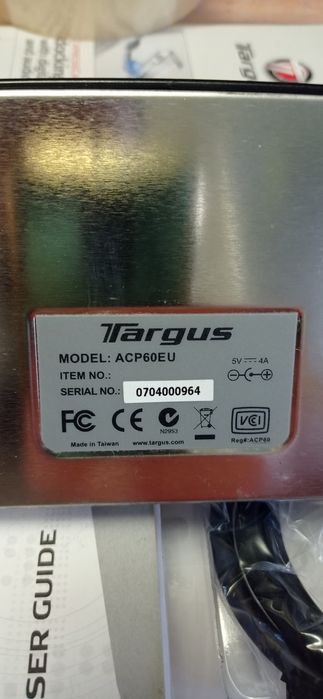 Targus
MODEL: ACP60EU
5V 4A
ITEM NO.:
SERIAL NO.: 0704000964
FC CE N2953 VCI
Made in Taiwan www.targus.com Reg#:ACP60
SER GUIDE